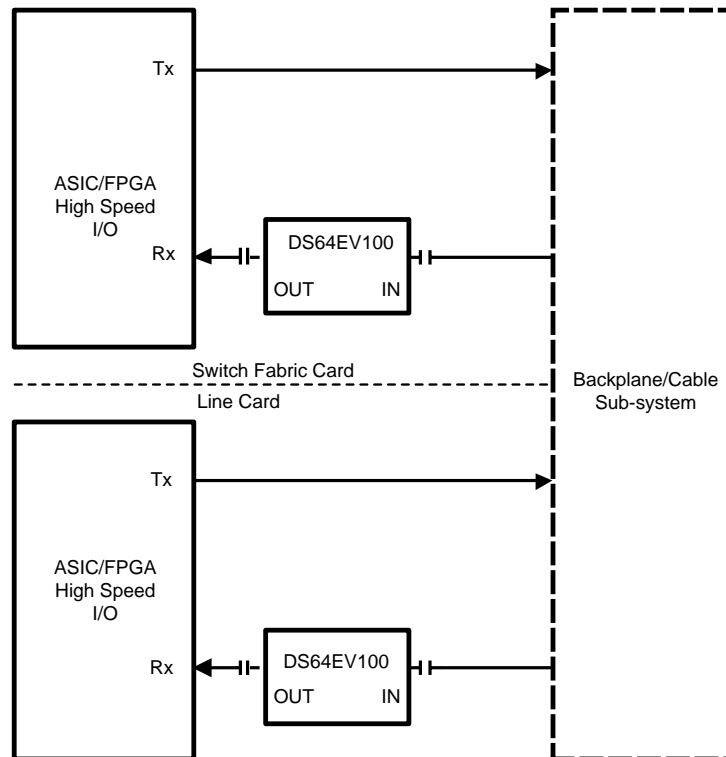 Tx
ASIC/FPGA
High Speed
I/O
Rx
DS64EV100
OUT IN
Switch Fabric Card
Line Card
Backplane/Cable
Sub-system
Tx
ASIC/FPGA
High Speed
I/O
Rx
DS64EV100
OUT IN